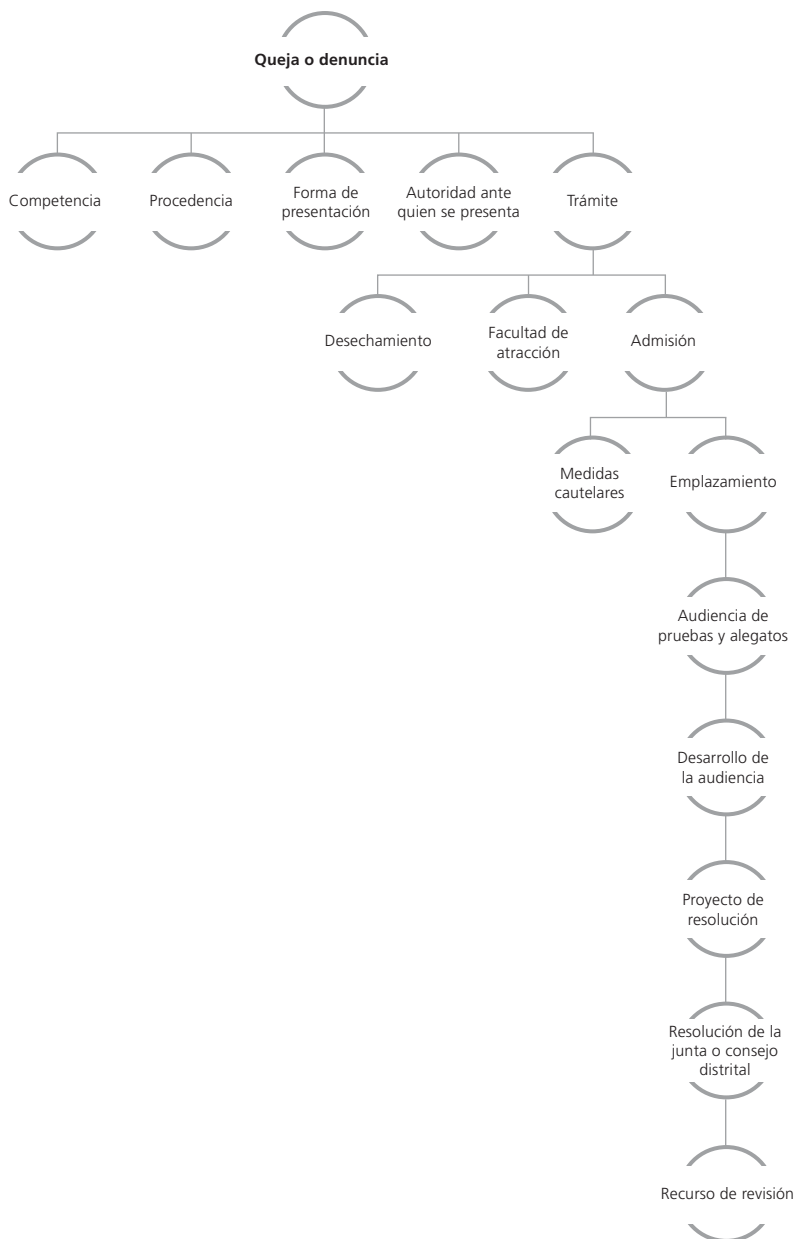 Queja o denuncia
Competencia
Procedencia
Forma de
presentación
Autoridad ante
quien se presenta
Trámite
Desechamiento
Facultad de
atracción
Admisión
Medidas
cautelares
Emplazamiento
Audiencia de
pruebas y alegatos
Desarrollo de
la audiencia
Proyecto de
resolución
Resolución de la
junta o consejo
distrital
Recurso de revisión